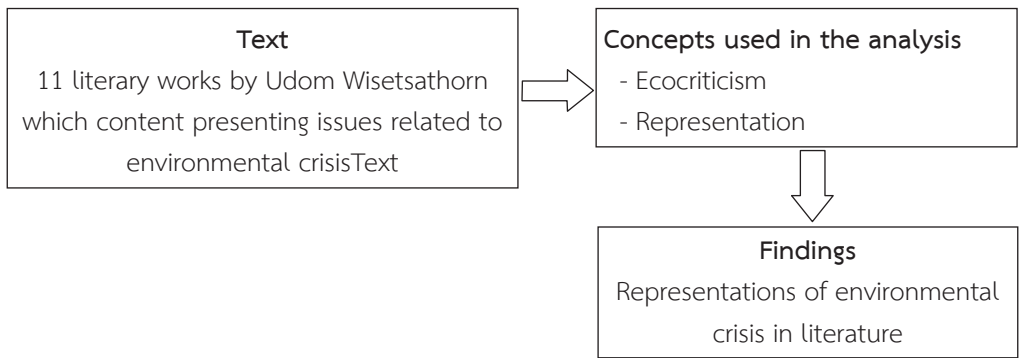 Text
11 literary works by Udom Wisetsathorn
which content presenting issues related to
environmental crisisText
Concepts used in the analysis
- Ecocriticism
- Representation
Findings
Representations of environmental
crisis in literature